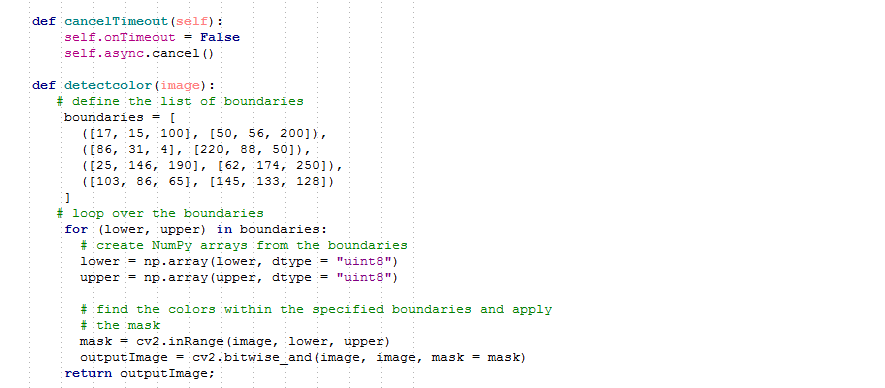 def cancelTimeout(self):
    self.onTimeout = False
    self.async.cancel()

def detectcolor(image):
   # define the list of boundaries
    boundaries = [
      ([17, 15, 100], [50, 56, 200]),
      ([86, 31, 4], [220, 88, 50]),
      ([25, 146, 190], [62, 174, 250]),
      ([103, 86, 65], [145, 133, 128])
    ]
   # loop over the boundaries
    for (lower, upper) in boundaries:
      # create NumPy arrays from the boundaries
      lower = np.array(lower, dtype = "uint8")
      upper = np.array(upper, dtype = "uint8")

      # find the colors within the specified boundaries and apply
      # the mask
      mask = cv2.inRange(image, lower, upper)
      outputImage = cv2.bitwise_and(image, image, mask = mask)
    return outputImage;